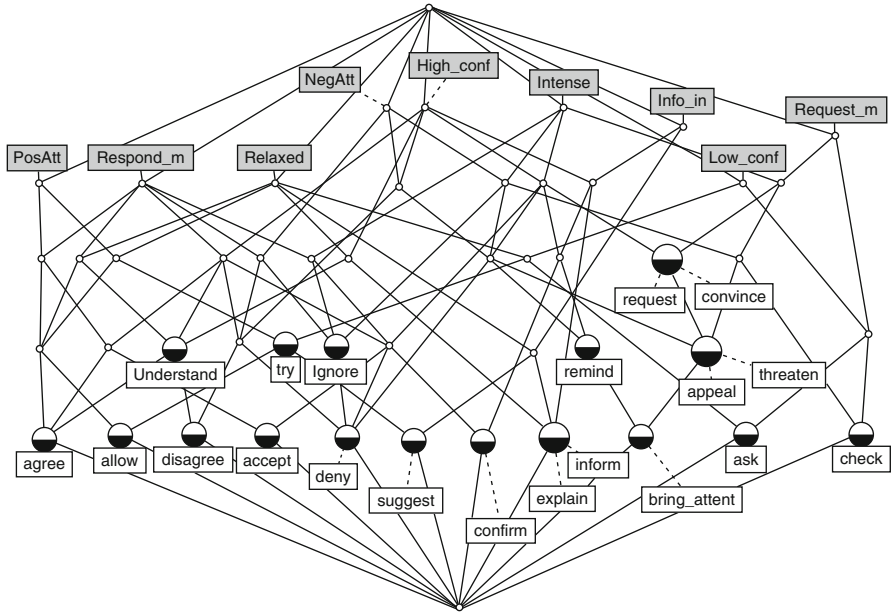 High_conf
NegAtt
Intense
Info_in
Request_m
PosAtt
Respond_m
Relaxed
Low_conf
request
convince
Understand
try
Ignore
remind
threaten
appeal
agree
allow
disagree
accept
deny
inform
ask
check
suggest
explain
bring_attent
confirm